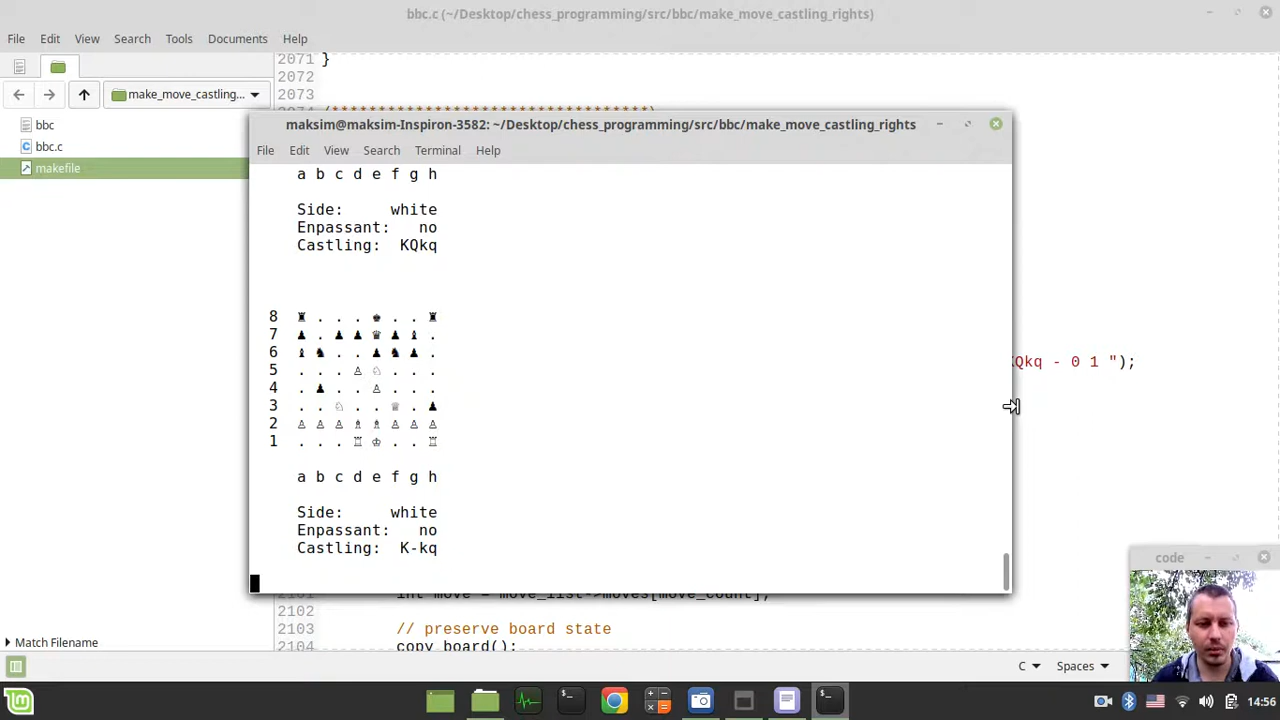 bbc.c (~/Desktop/chess_programming/src/bbc/make_move_castling_rights)
File Edit View Search Tools Documents Help
make_move_castling...
bbc
bbc.c
makefile
2071 }
2072
2073
maksim@maksim-Inspiron-3582: ~/Desktop/chess_programming/src/bbc/make_move_castling_rights
File Edit View Search Terminal Help
a b c d e f g h
Side: white
Enpassant: no
Castling: KQkq
8 ♜ . . . ♚ . . ♜
7 ♟ . ♟ ♟ ♛ ♟ ♝ .
6 ♝ ♞ . . ♟ ♞ ♟ .
5 . . . ♙ ♘ . . .
4 . ♟ . . ♙ . . .
3 . . ♘ . . ♕ . ♟
2 ♙ ♙ ♙ ♗ ♗ ♙ ♙ ♙
1 . . . ♖ ♔ . . ♖
a b c d e f g h
Side: white
Enpassant: no
Castling: K-kq
KQkq - 0 1 ");
int move = move_list->moves[move_count];
2102
2103 // preserve board state
2104 copy_board();
Match Filename
C Spaces
code
14:56